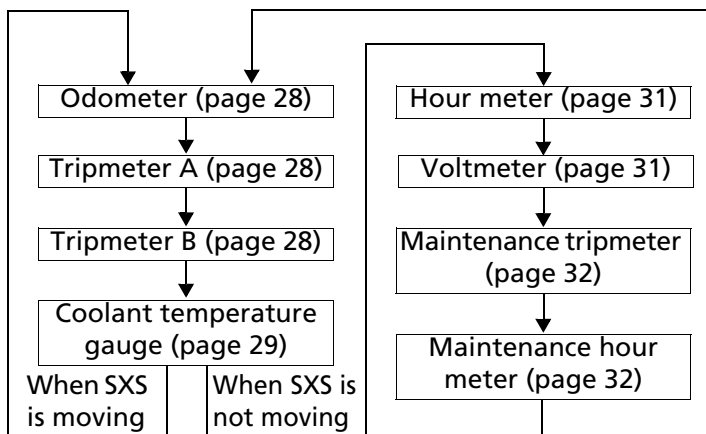 Odometer (page 28)
Tripmeter A (page 28)
Tripmeter B (page 28)
Coolant temperature
gauge (page 29)
When SXS
is moving
When SXS is
not moving
Hour meter (page 31)
Voltmeter (page 31)
Maintenance tripmeter
(page 32)
Maintenance hour
meter (page 32)